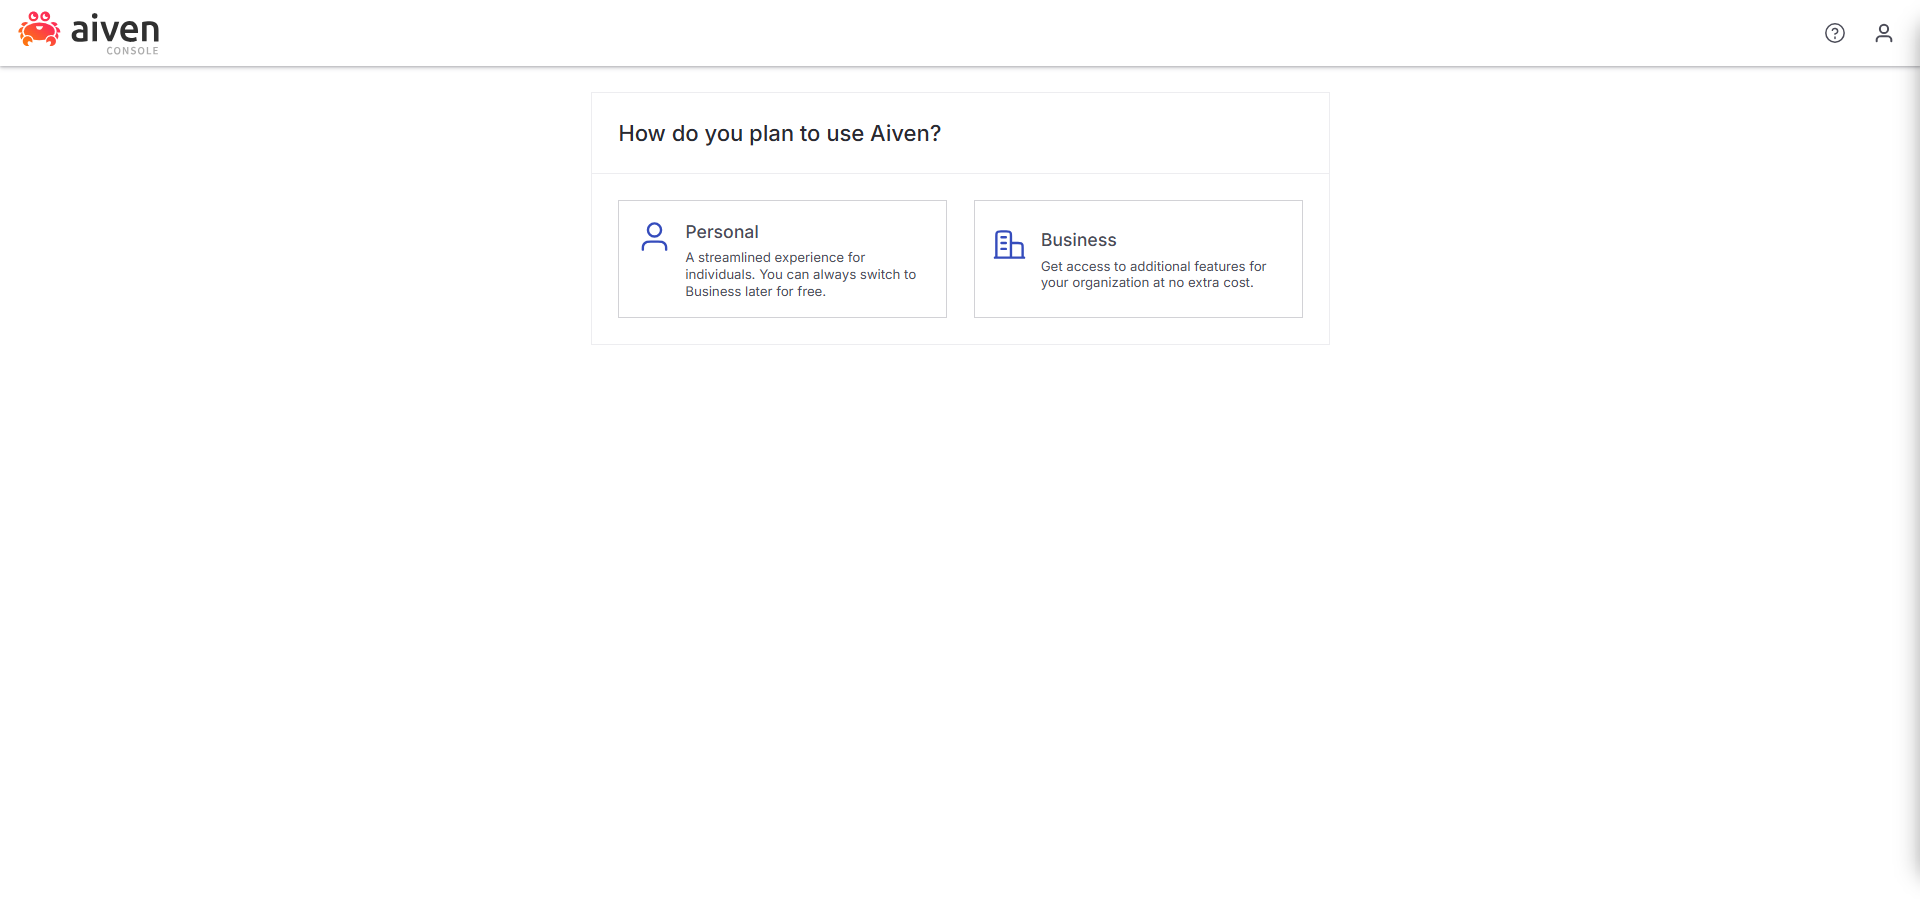 aiven
CONSOLE
How do you plan to use Aiven?
Personal
A streamlined experience for
individuals. You can always switch to
Business later for free.
Business
Get access to additional features for
your organization at no extra cost.